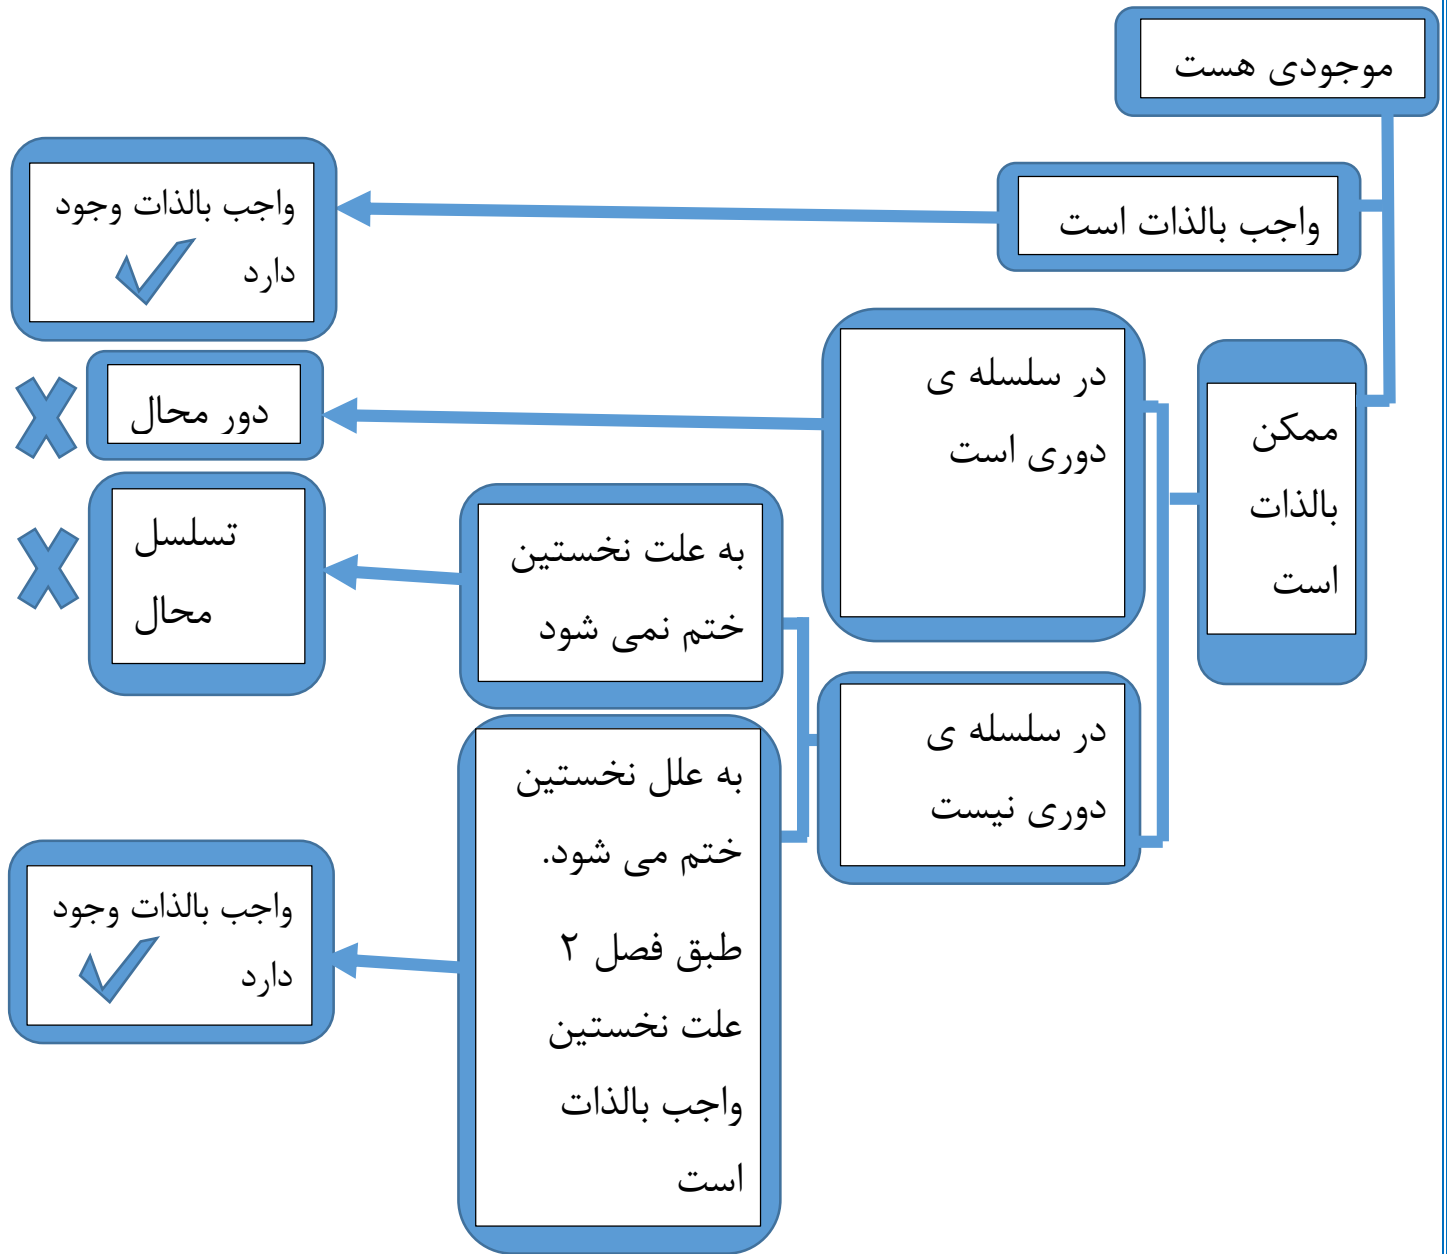 موجودی هست
واجب بالذات است
واجب بالذات وجود
دارد
ممکن
بالذات
است
در سلسله ی
دوری است
دور محال
در سلسله ی
دوری نیست
به علت نخستین
ختم نمی شود
تسلسل
محال
به علل نخستین
ختم می شود.
طبق فصل ۲
علت نخستین
واجب بالذات
است
واجب بالذات وجود
دارد